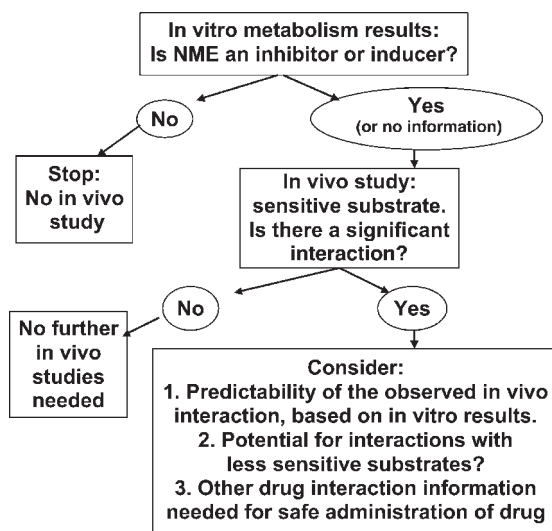 In vitro metabolism results:
Is NME an inhibitor or inducer?
No
Yes
(or no information)
Stop:
No in vivo
study
In vivo study:
sensitive substrate.
Is there a significant
interaction?
No
Yes
No further
in vivo
studies
needed
Consider:
1. Predictability of the observed in vivo
interaction, based on in vitro results.
2. Potential for interactions with
less sensitive substrates?
3. Other drug interaction information
needed for safe administration of drug